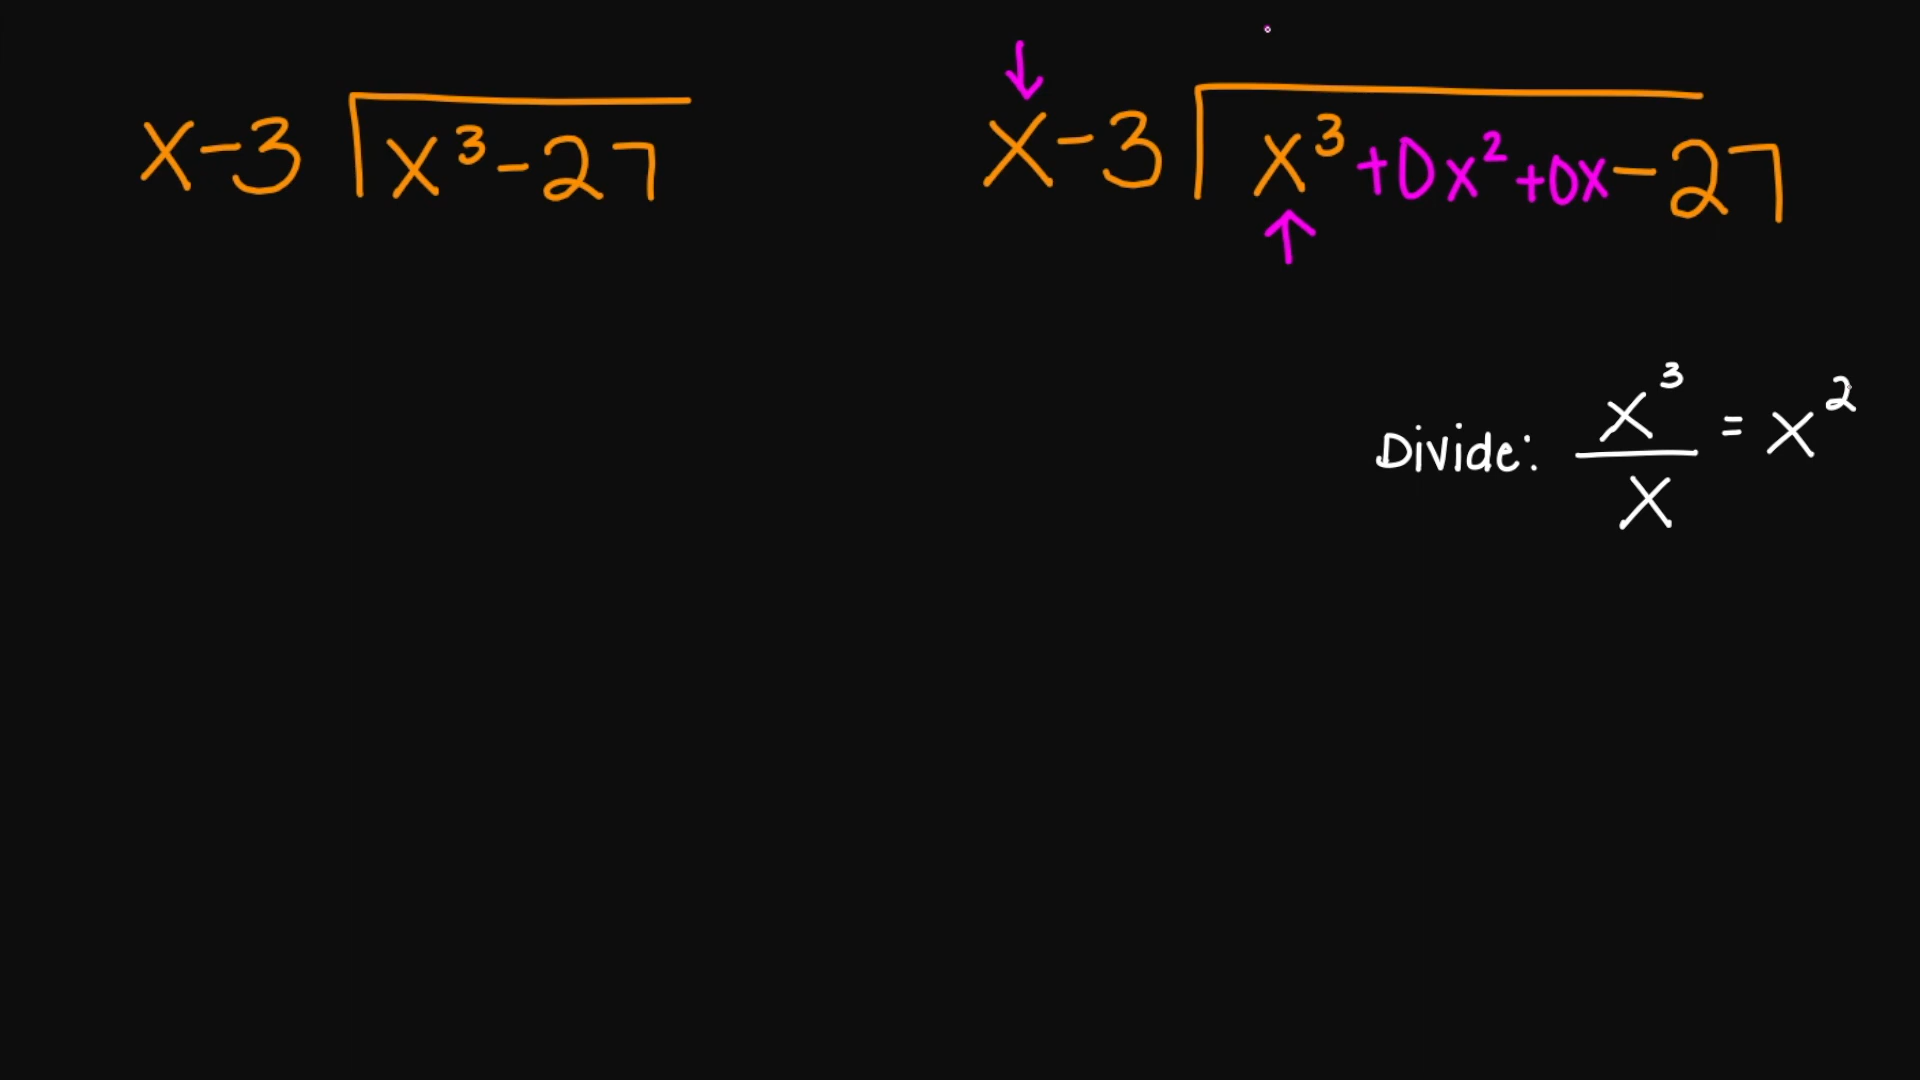 x-3 | x³-27
x-3 | x³+0x²+0x-27
Divide: x³/x = x²